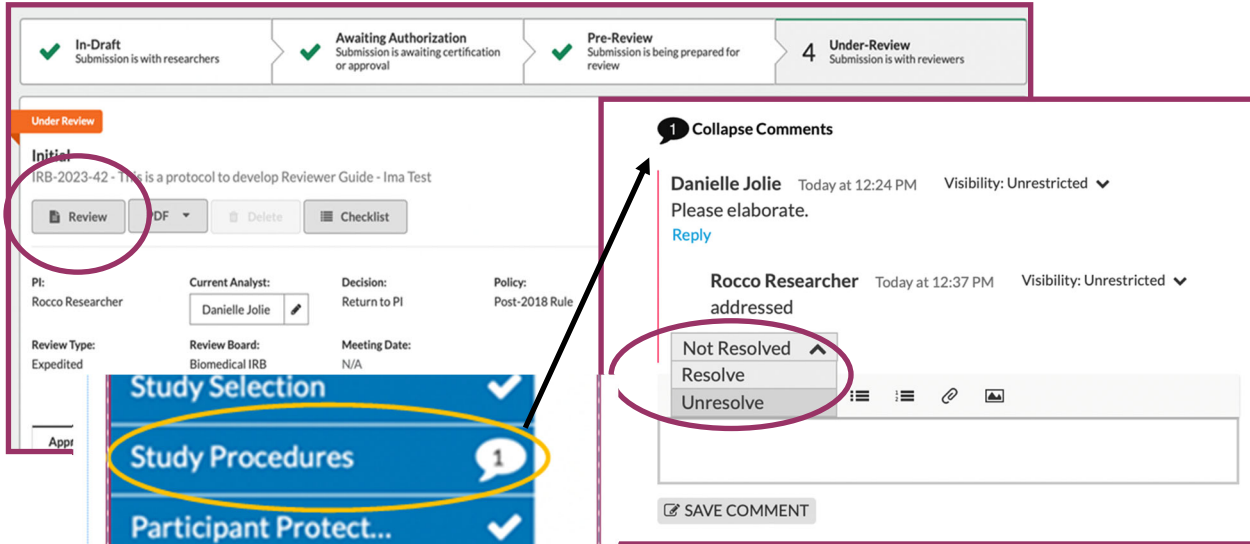 In-Draft
Submission is with researchers
Awaiting Authorization
Submission is awaiting certification
or approval
Pre-Review
Submission is being prepared for
review
4
Under-Review
Submission is with reviewers
Under Review
Initial
IRB-2023-42 - This is a protocol to develop Reviewer Guide - Ima Test
Review
PDF
Delete
Checklist
PI:
Rocco Researcher
Current Analyst:
Danielle Jolie
Decision:
Return to PI
Policy:
Post-2018 Rule
Review Type:
Expedited
Review Board:
Biomedical IRB
Meeting Date:
N/A
Appr
Study Selection
Study Procedures
1
Participant Protect...
1 Collapse Comments
Danielle Jolie Today at 12:24 PM Visibility: Unrestricted
Please elaborate.
Reply
Rocco Researcher Today at 12:37 PM Visibility: Unrestricted
addressed
Not Resolved
Resolve
Unresolve
SAVE COMMENT